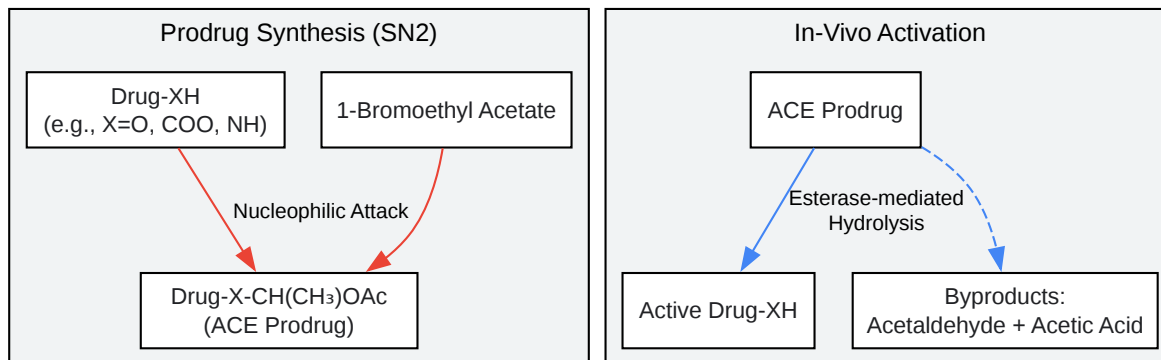 Prodrug Synthesis (SN2)
Drug-XH
(e.g., X=O, COO, NH)
1-Bromoethyl Acetate
Nucleophilic Attack
Drug-X-CH(CH₃)OAc
(ACE Prodrug)
In-Vivo Activation
ACE Prodrug
Esterase-mediated
Hydrolysis
Active Drug-XH
Byproducts:
Acetaldehyde + Acetic Acid